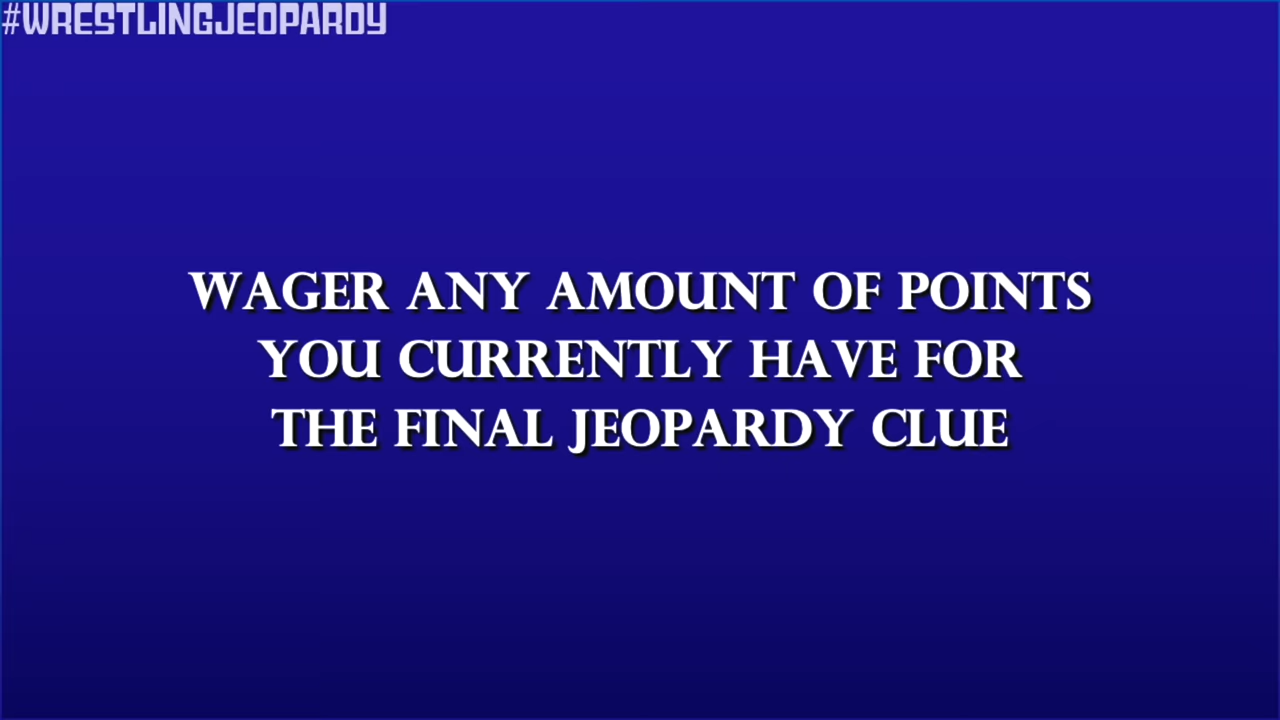 #WRESTLINGJEOPARDY
WAGER ANY AMOUNT OF POINTS
YOU CURRENTLY HAVE FOR
THE FINAL JEOPARDY CLUE